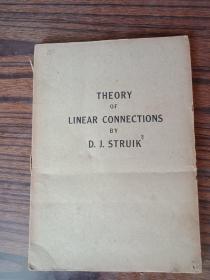 THEORY
OF
LINEAR CONNECTIONS
BY
D. J. STRUIK